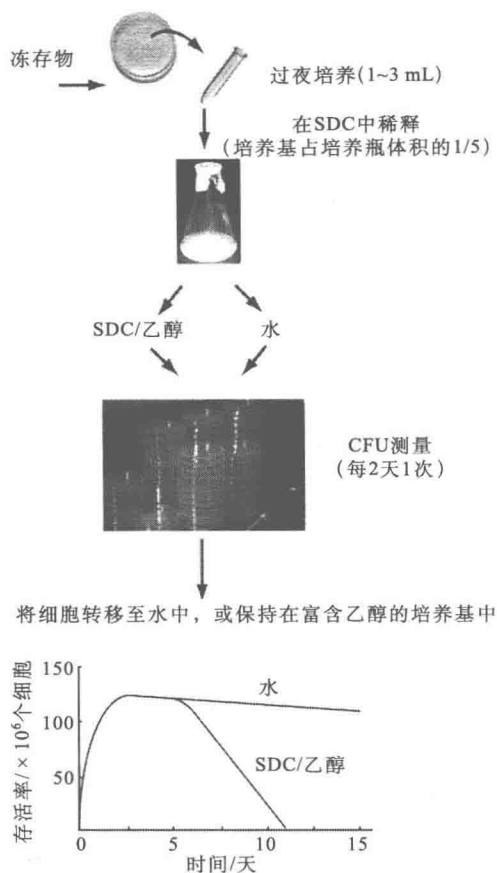 冻存物
过夜培养(1~3 mL)
在SDC中稀释
(培养基占培养瓶体积的1/5)
SDC/乙醇
水
CFU测量
(每2天1次)
将细胞转移至水中，或保持在富含乙醇的培养基中
存活率/×10⁶个细胞
150
100
50
水
SDC/乙醇
0
5
10
15
时间/天